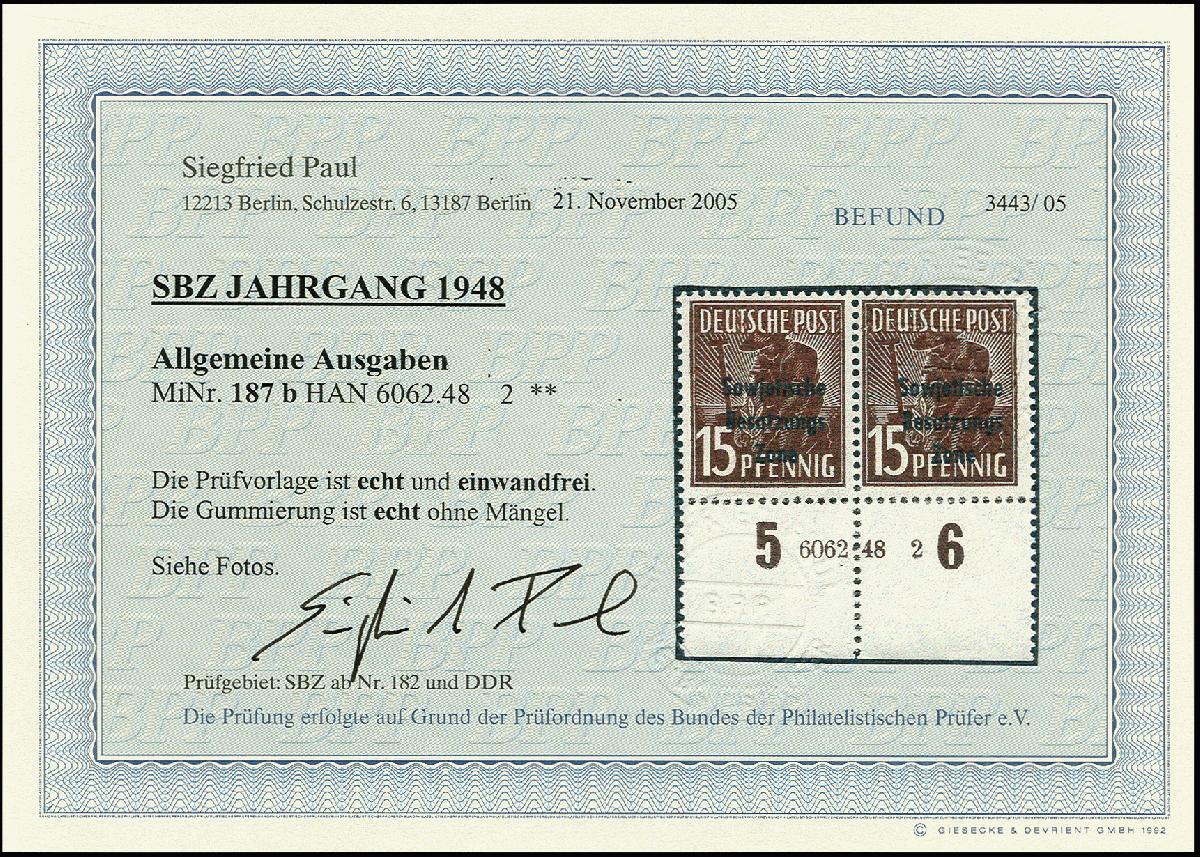 Siegfried Paul
12213 Berlin, Schulzestr. 6, 13187 Berlin 21. November 2005
BEFUND
3443/ 05
SBZ JAHRGANG 1948
Allgemeine Ausgaben
MiNr. 187 b HAN 6062.48 2 **
Die Prüfvorlage ist echt und einwandfrei.
Die Gummierung ist echt ohne Mängel.
Siehe Fotos.
DEUTSCHE POST
Sowjetische
Besatzungs
Zone
15 PFENNIG
DEUTSCHE POST
Sowjetische
Besatzungs
Zone
15 PFENNIG
5 6062 48 2 6
B.P.P
Prüfgebiet: SBZ ab Nr. 182 und DDR
Die Prüfung erfolgte auf Grund der Prüfordnung des Bundes der Philatelistischen Prüfer e.V.
© GIESECKE & DEVRIENT GMBH 1992